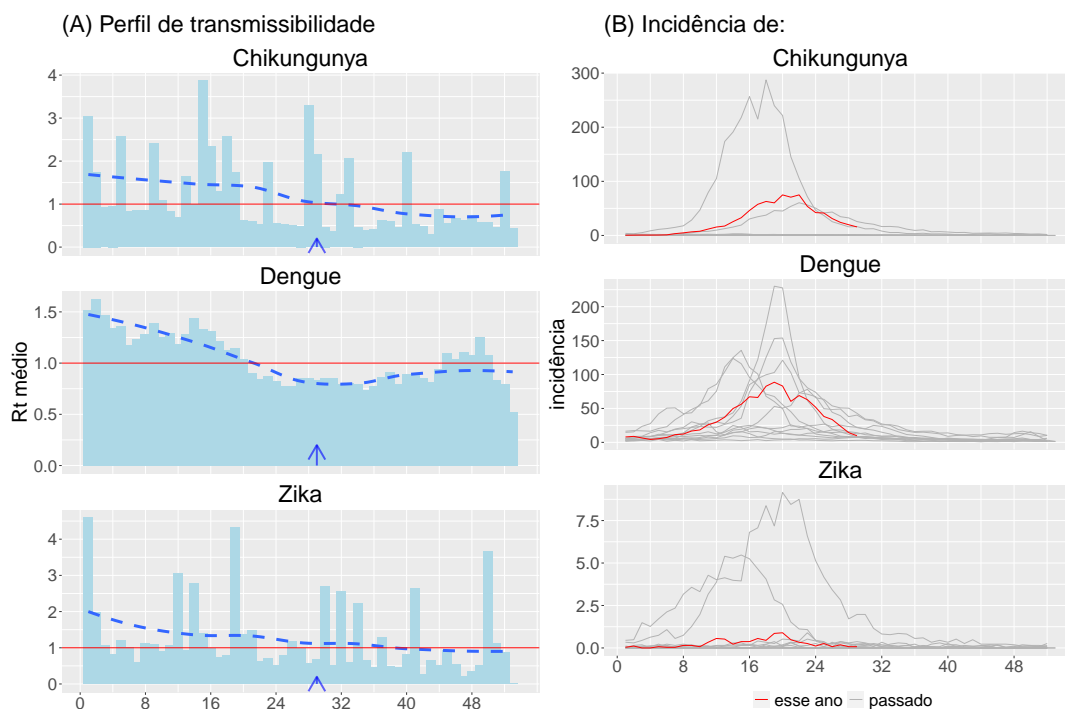 (A) Perfil de transmissibilidade
Chikungunya
4
3
2
1
0
Dengue
Rt médio
1.5
1.0
0.5
0.0
Zika
4
3
2
1
0
0 8 16 24 32 40 48
(B) Incidência de:
Chikungunya
300
200
100
0
Dengue
incidência
200
150
100
50
0
Zika
7.5
5.0
2.5
0.0
0 8 16 24 32 40 48
esse ano passado